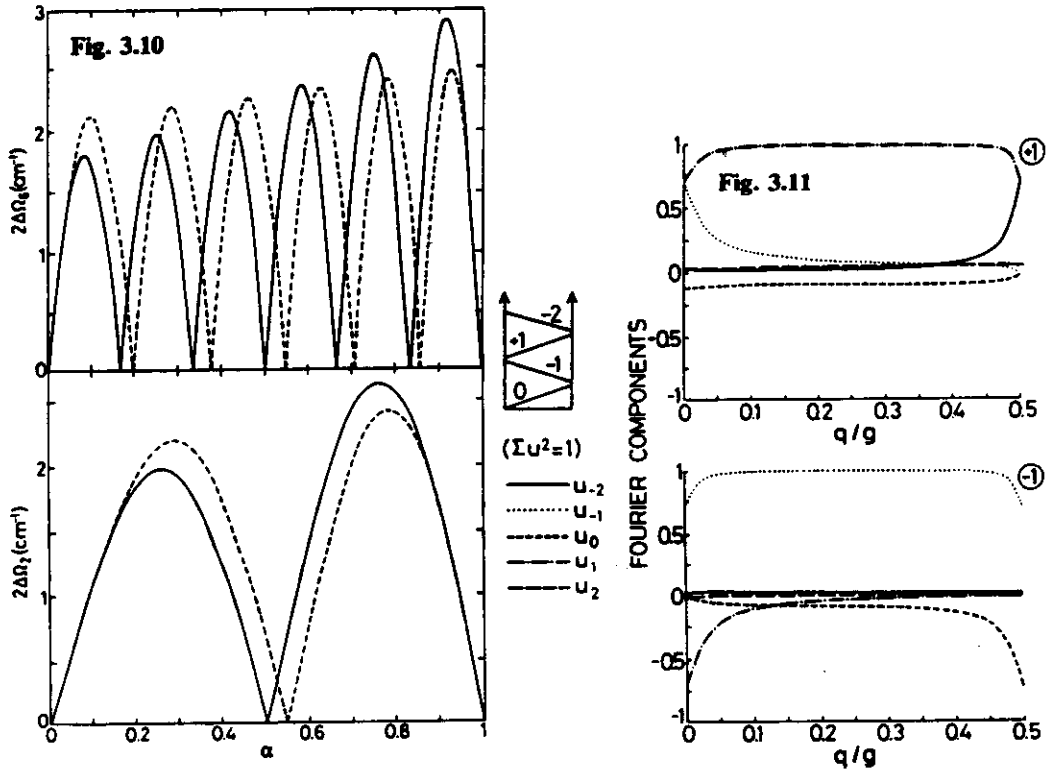 Fig. 3.10
3
2
1
0
2ΔΩ₆(cm⁻¹)
2
1
0
2ΔΩ₂(cm⁻¹)
0 0.2 0.4 0.6 0.8 1
α
-2
+1
-1
0
(Σu²=1)
u₋₂
u₋₁
u₀
u₁
u₂
FOURIER COMPONENTS
Fig. 3.11
+1
1
0.5
0
-0.5
-1
0 0.1 0.2 0.3 0.4 0.5
q/g
-1
1
0.5
0
-0.5
-1
0 0.1 0.2 0.3 0.4 0.5
q/g